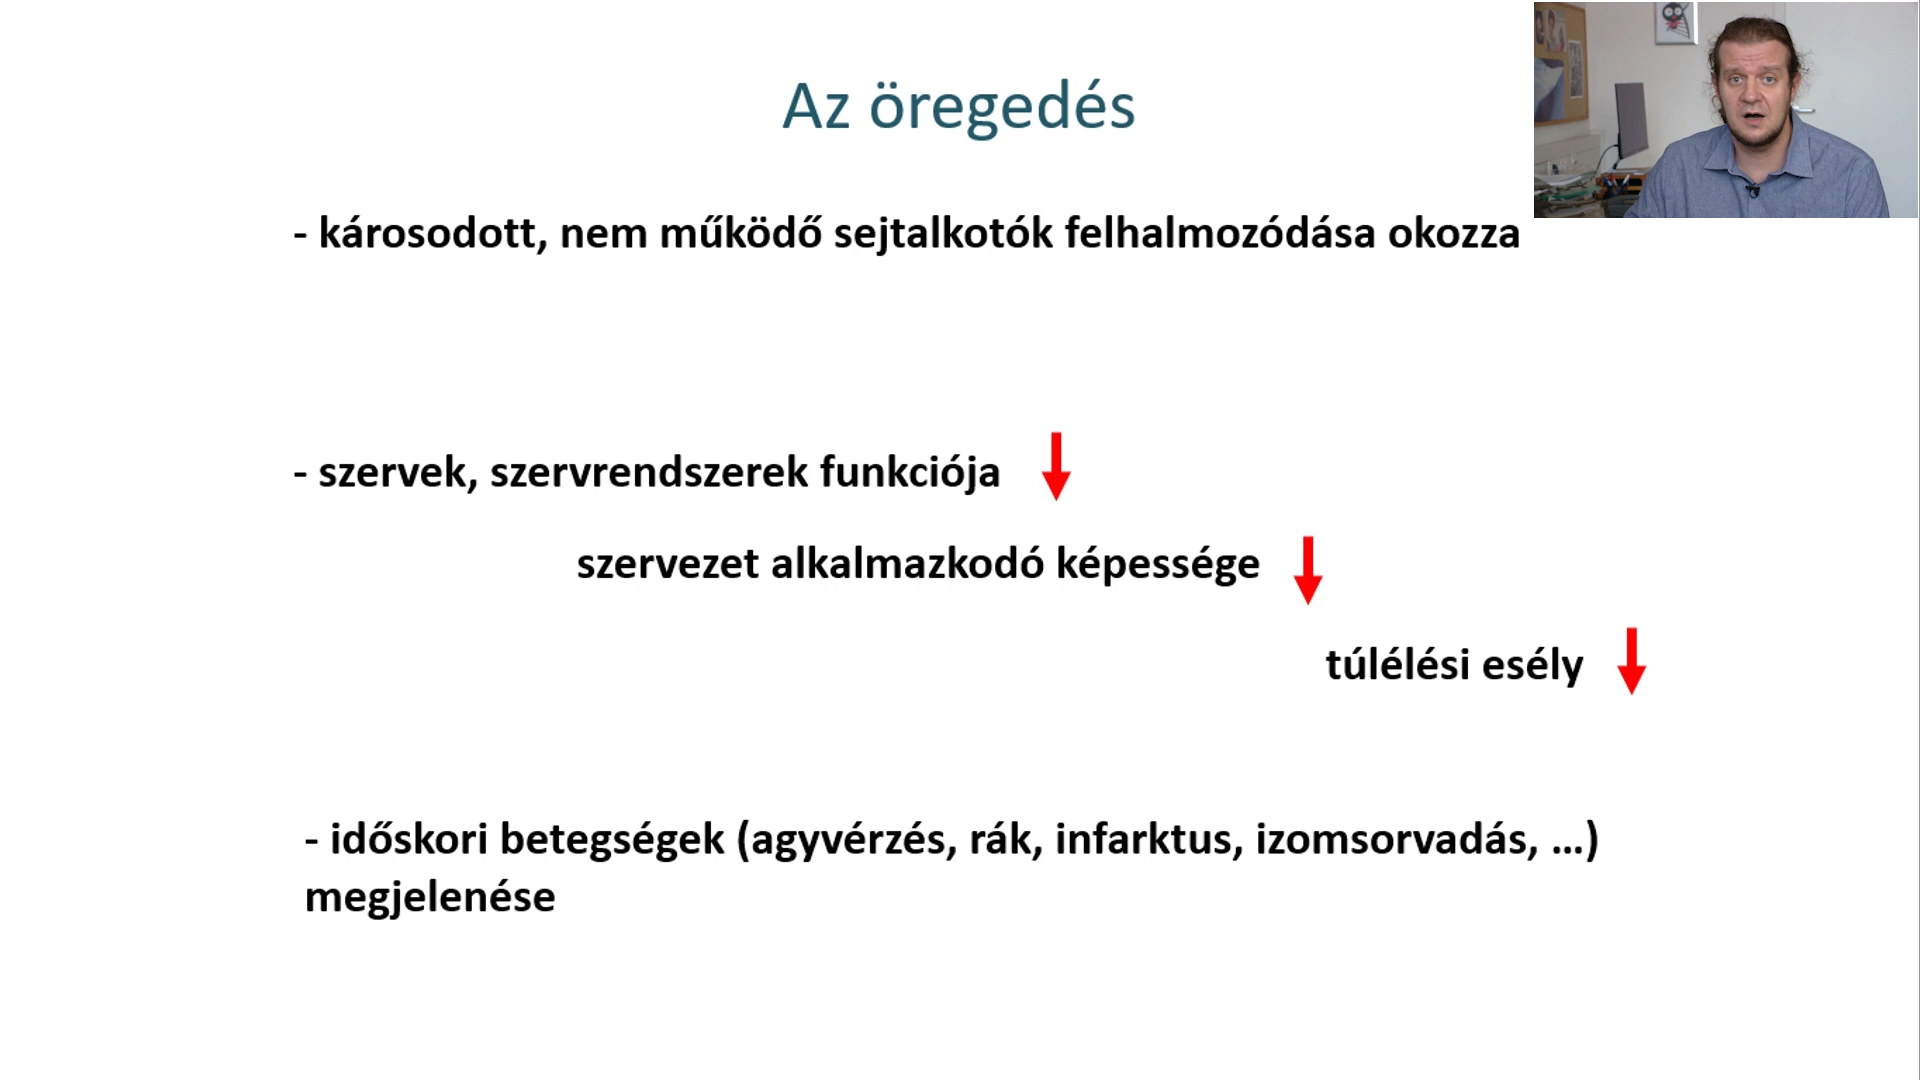 Az öregedés
- károsodott, nem működő sejtalkotók felhalmozódása okozza
- szervek, szervrendszerek funkciója
szervezet alkalmazkodó képessége
túlélési esély
- időskori betegségek (agyvérzés, rák, infarktus, izomsorvadás, …)
megjelenése